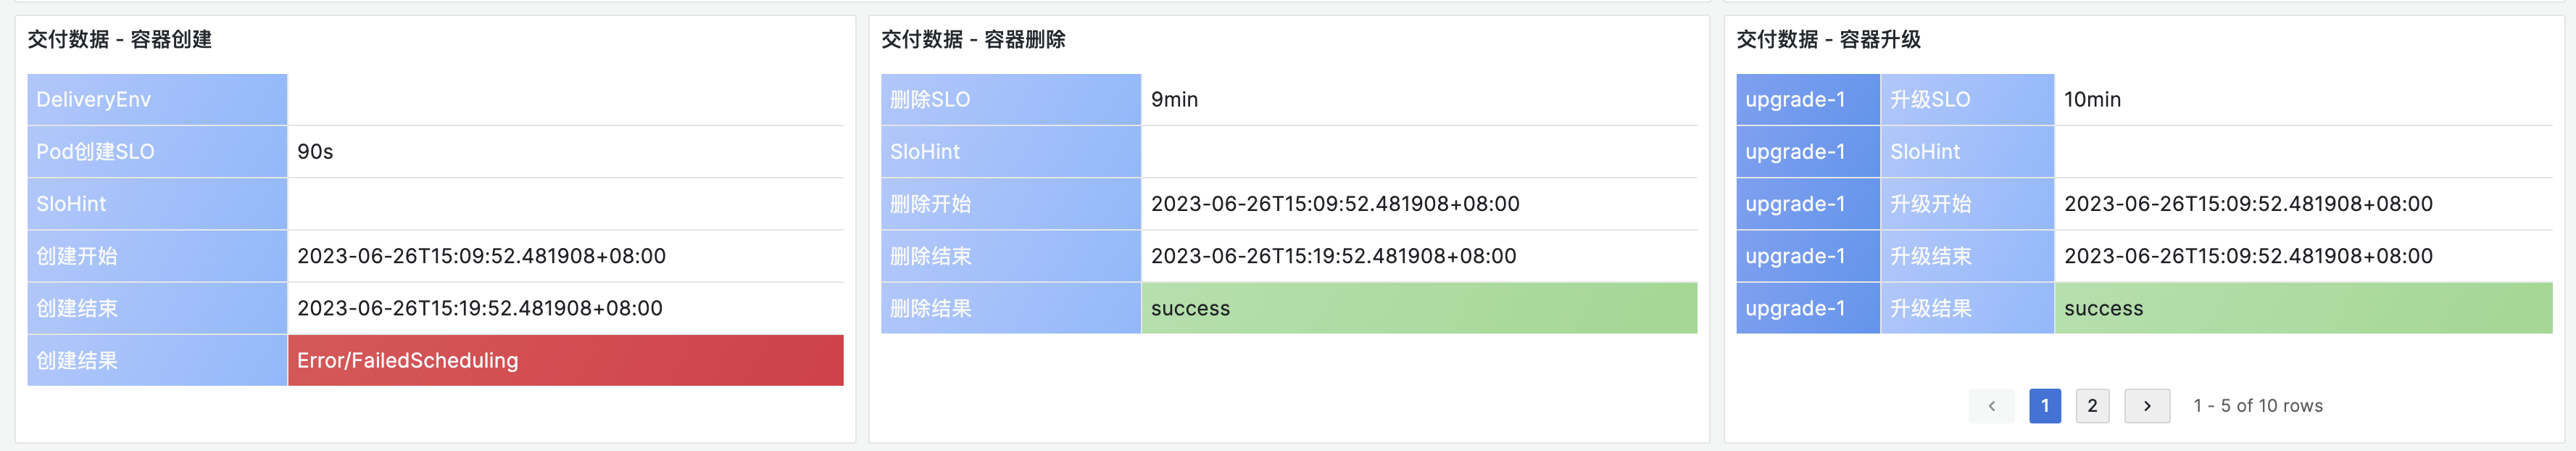 交付数据 - 容器创建
DeliveryEnv
Pod创建SLO 90s
SloHint
创建开始 2023-06-26T15:09:52.481908+08:00
创建结束 2023-06-26T15:19:52.481908+08:00
创建结果 Error/FailedScheduling
交付数据 - 容器删除
删除SLO 9min
SloHint
删除开始 2023-06-26T15:09:52.481908+08:00
删除结束 2023-06-26T15:19:52.481908+08:00
删除结果 success
交付数据 - 容器升级
upgrade-1 升级SLO 10min
upgrade-1 SloHint
upgrade-1 升级开始 2023-06-26T15:09:52.481908+08:00
upgrade-1 升级结束 2023-06-26T15:09:52.481908+08:00
upgrade-1 升级结果 success
1 2 1 - 5 of 10 rows